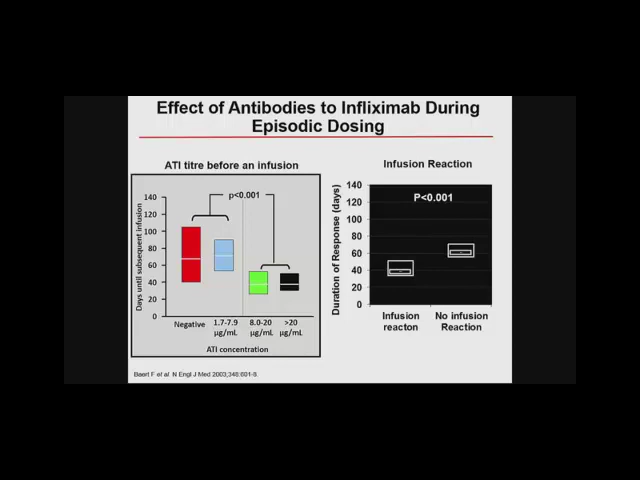 Effect of Antibodies to Infliximab During
Episodic Dosing
ATI titre before an infusion
Days until subsequent infusion
140
120
100
80
60
40
20
0
p<0.001
Negative
1.7-7.9
µg/mL
8.0-20
µg/mL
>20
µg/mL
ATI concentration
Infusion Reaction
Duration of Response (days)
140
120
100
80
60
40
20
0
P<0.001
Infusion
reacton
No infusion
Reaction
Baert F et al N Engl J Med 2003;348:601-8.